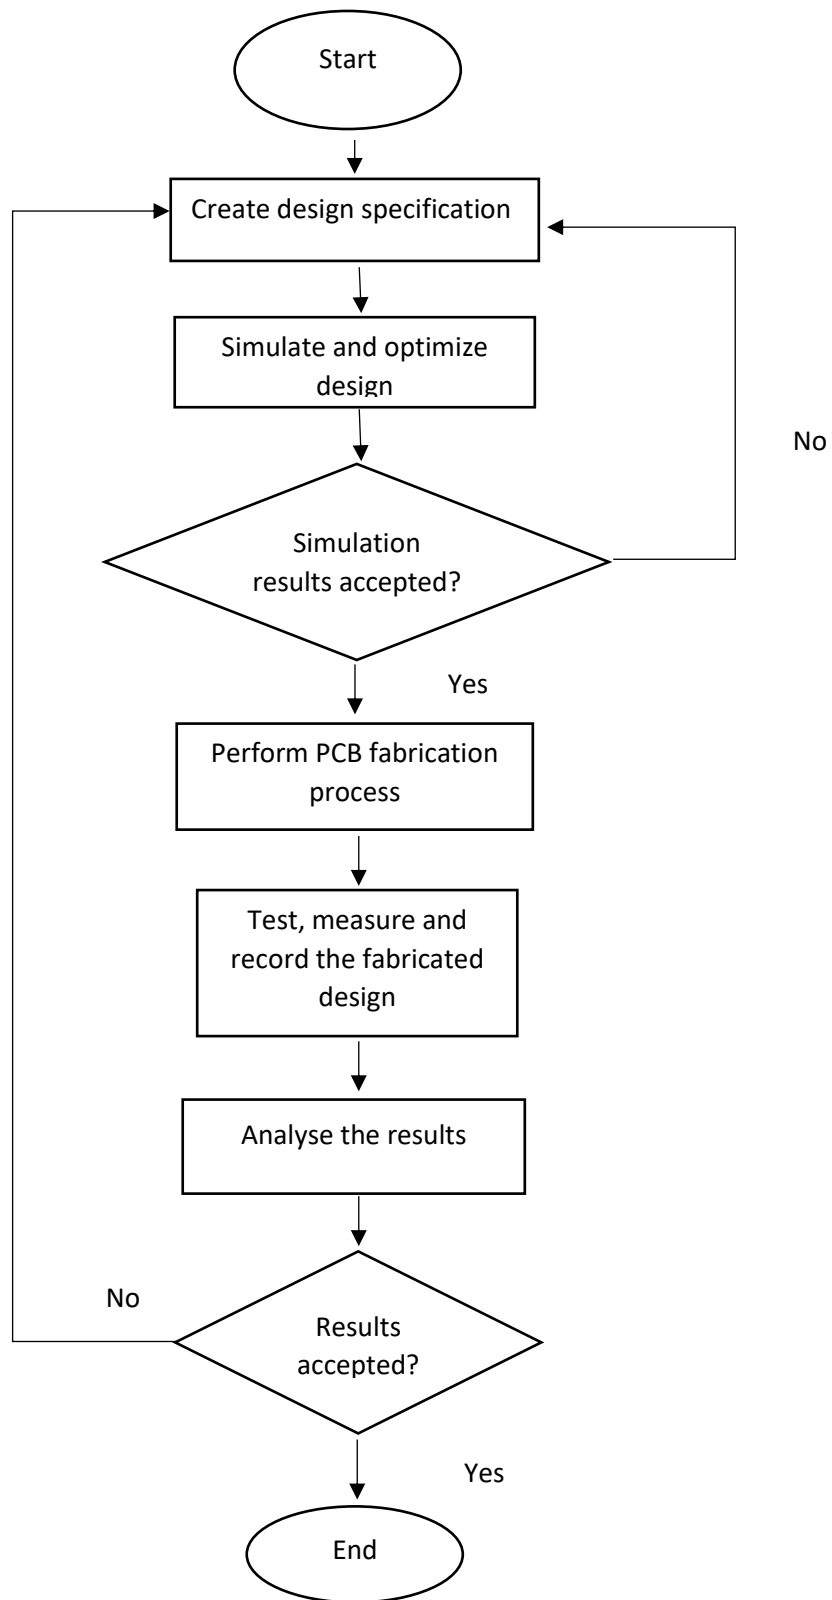 Start
Create design specification
Simulate and optimize
design
No
Simulation
results accepted?
Yes
Perform PCB fabrication
process
Test, measure and
record the fabricated
design
Analyse the results
No
Results
accepted?
Yes
End